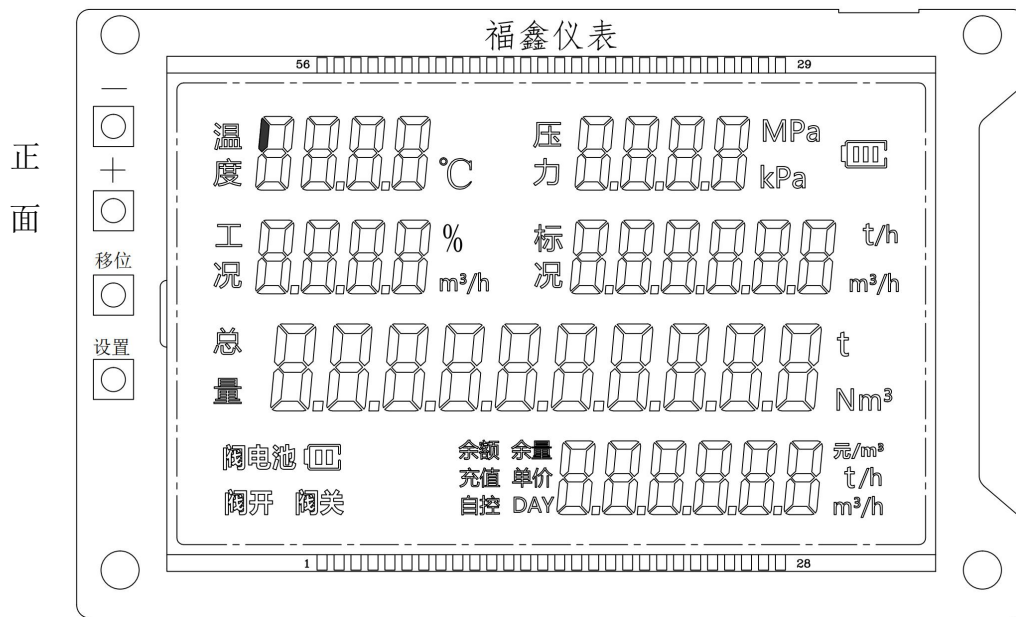 福鑫仪表
56 29
正面
－
＋
移位
设置
温度 ℃
压力 MPa kPa
工况 % m³/h
标况 t/h m³/h
总量 t Nm³
阀电池
阀开 阀关
余额 余量 元/m³
充值 单价 t/h
自控 DAY m³/h
1 28